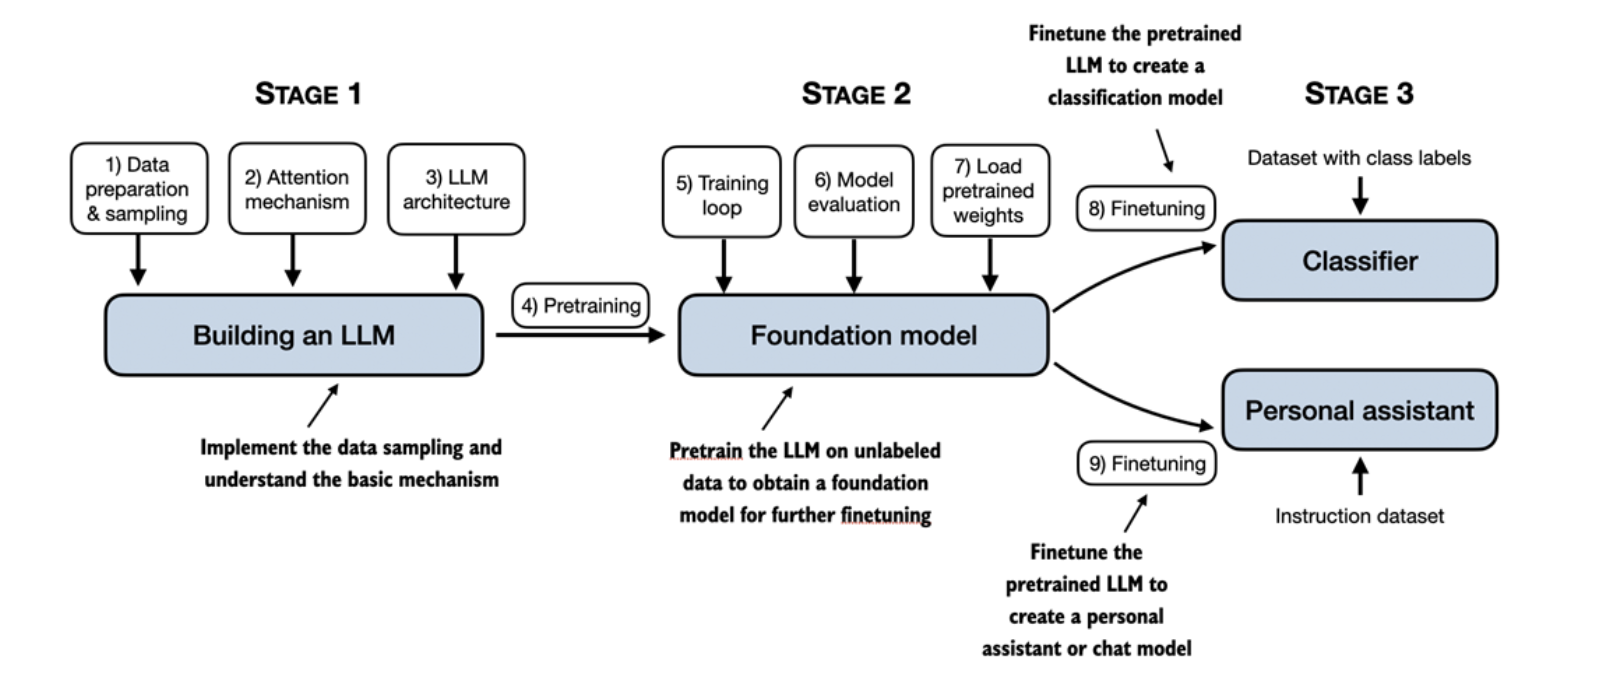 STAGE 1
1) Data
preparation
& sampling
2) Attention
mechanism
3) LLM
architecture
Building an LLM
Implement the data sampling and
understand the basic mechanism
4) Pretraining
STAGE 2
5) Training
loop
6) Model
evaluation
7) Load
pretrained
weights
Foundation model
Pretrain the LLM on unlabeled
data to obtain a foundation
model for further finetuning
Finetune the pretrained
LLM to create a
classification model
8) Finetuning
STAGE 3
Dataset with class labels
Classifier
Personal assistant
Instruction dataset
9) Finetuning
Finetune the
pretrained LLM to
create a personal
assistant or chat model